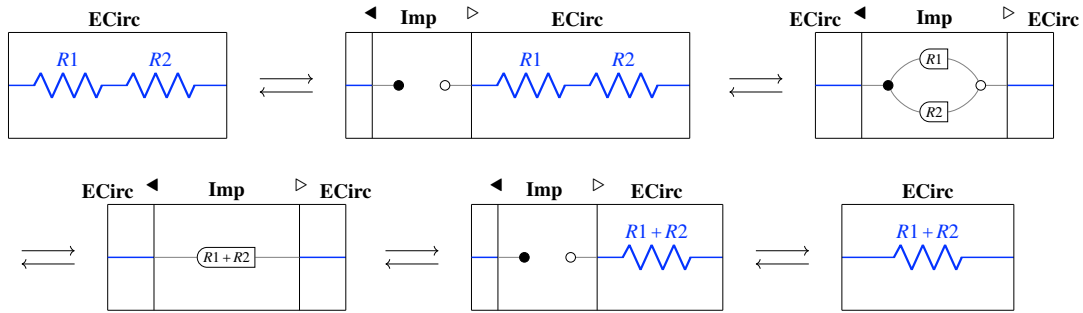 ECirc ◀ Imp ▷ ECirc ECirc ◀ Imp ▷ ECirc
R1 R2 R1 R2 R1
R2
ECirc ◀ Imp ▷ ECirc ◀ Imp ▷ ECirc ECirc
R1+R2 R1+R2 R1+R2